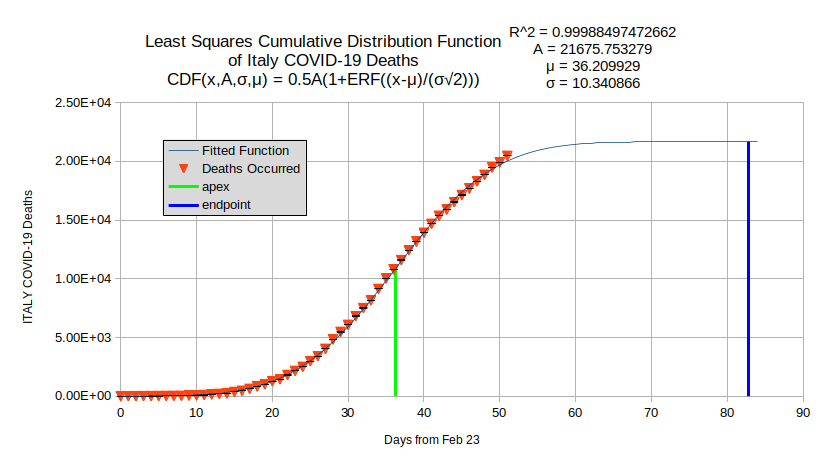 Least Squares Cumulative Distribution Function
of Italy COVID-19 Deaths
CDF(x,A,σ,μ) = 0.5A(1+ERF((x-μ)/(σ√2)))
R^2 = 0.99988497472662
A = 21675.753279
μ = 36.209929
σ = 10.340866
2.50E+04
2.00E+04
1.50E+04
1.00E+04
5.00E+03
0.00E+00
ITALY COVID-19 Deaths
Fitted Function
Deaths Occurred
apex
endpoint
0 10 20 30 40 50 60 70 80 90
Days from Feb 23